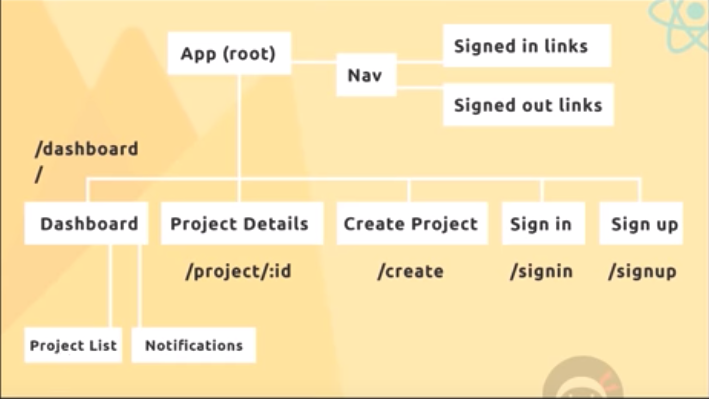 App (root)
Nav
Signed in links
Signed out links
/dashboard
/
Dashboard
Project Details
Create Project
Sign in
Sign up
/project/:id
/create
/signin
/signup
Project List
Notifications